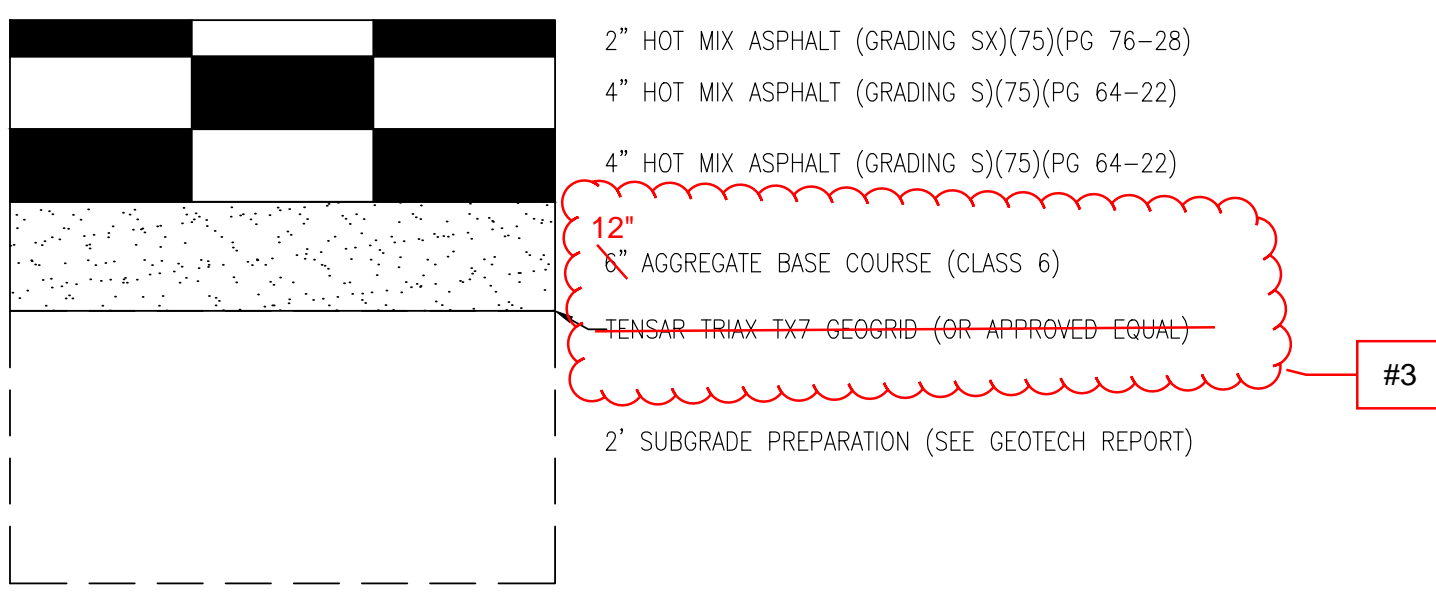 2" HOT MIX ASPHALT (GRADING SX)(75)(PG 76-28)
4" HOT MIX ASPHALT (GRADING S)(75)(PG 64-22)
4" HOT MIX ASPHALT (GRADING S)(75)(PG 64-22)
12"
6" AGGREGATE BASE COURSE (CLASS 6)
TENSAR TRIAX TX7 GEOGRID (OR APPROVED EQUAL)
#3
2' SUBGRADE PREPARATION (SEE GEOTECH REPORT)